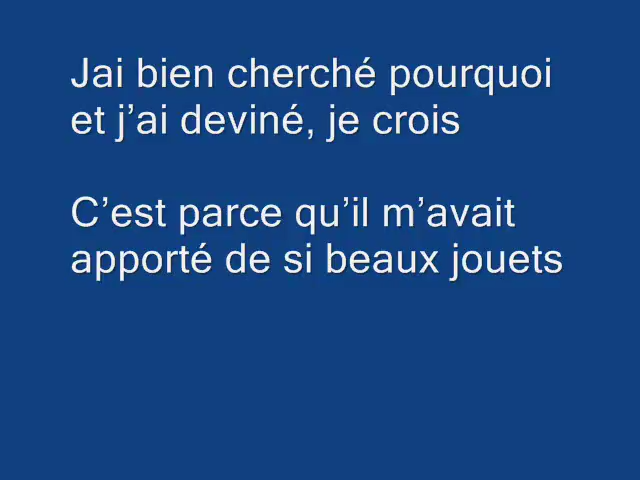 Jai bien cherché pourquoi
et j’ai deviné, je crois
C’est parce qu’il m’avait
apporté de si beaux jouets